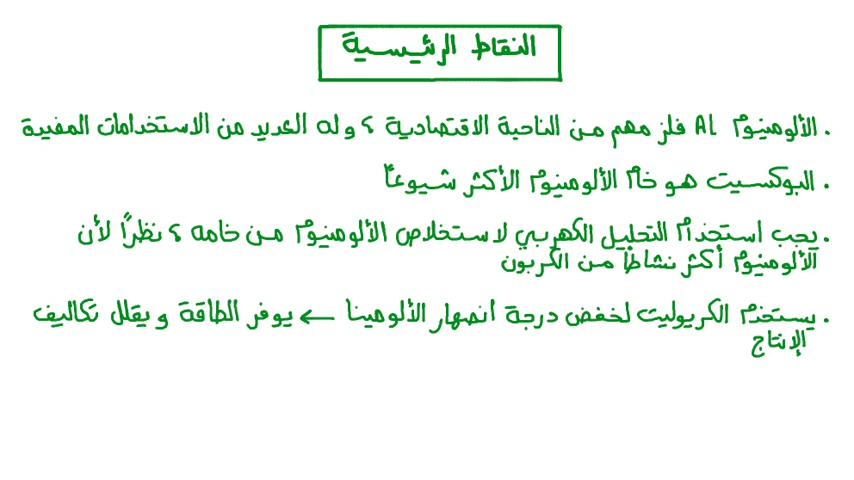 النقاط الرئيسية
. الألومنيوم Al فلز مهم من الناحية الاقتصادية ، وله العديد من الاستخدامات المفيدة
. البوكسيت هو خام الألومنيوم الأكثر شيوعًا
. يجب استخدام التحليل الكهربي لاستخلاص الألومنيوم من خامه ، نظرًا لأن
الألومنيوم أكثر نشاطًا من الكربون
. يستخدم الكريوليت لخفض درجة انصهار الألومينا ← يوفر الطاقة ويقلل تكاليف
الإنتاج